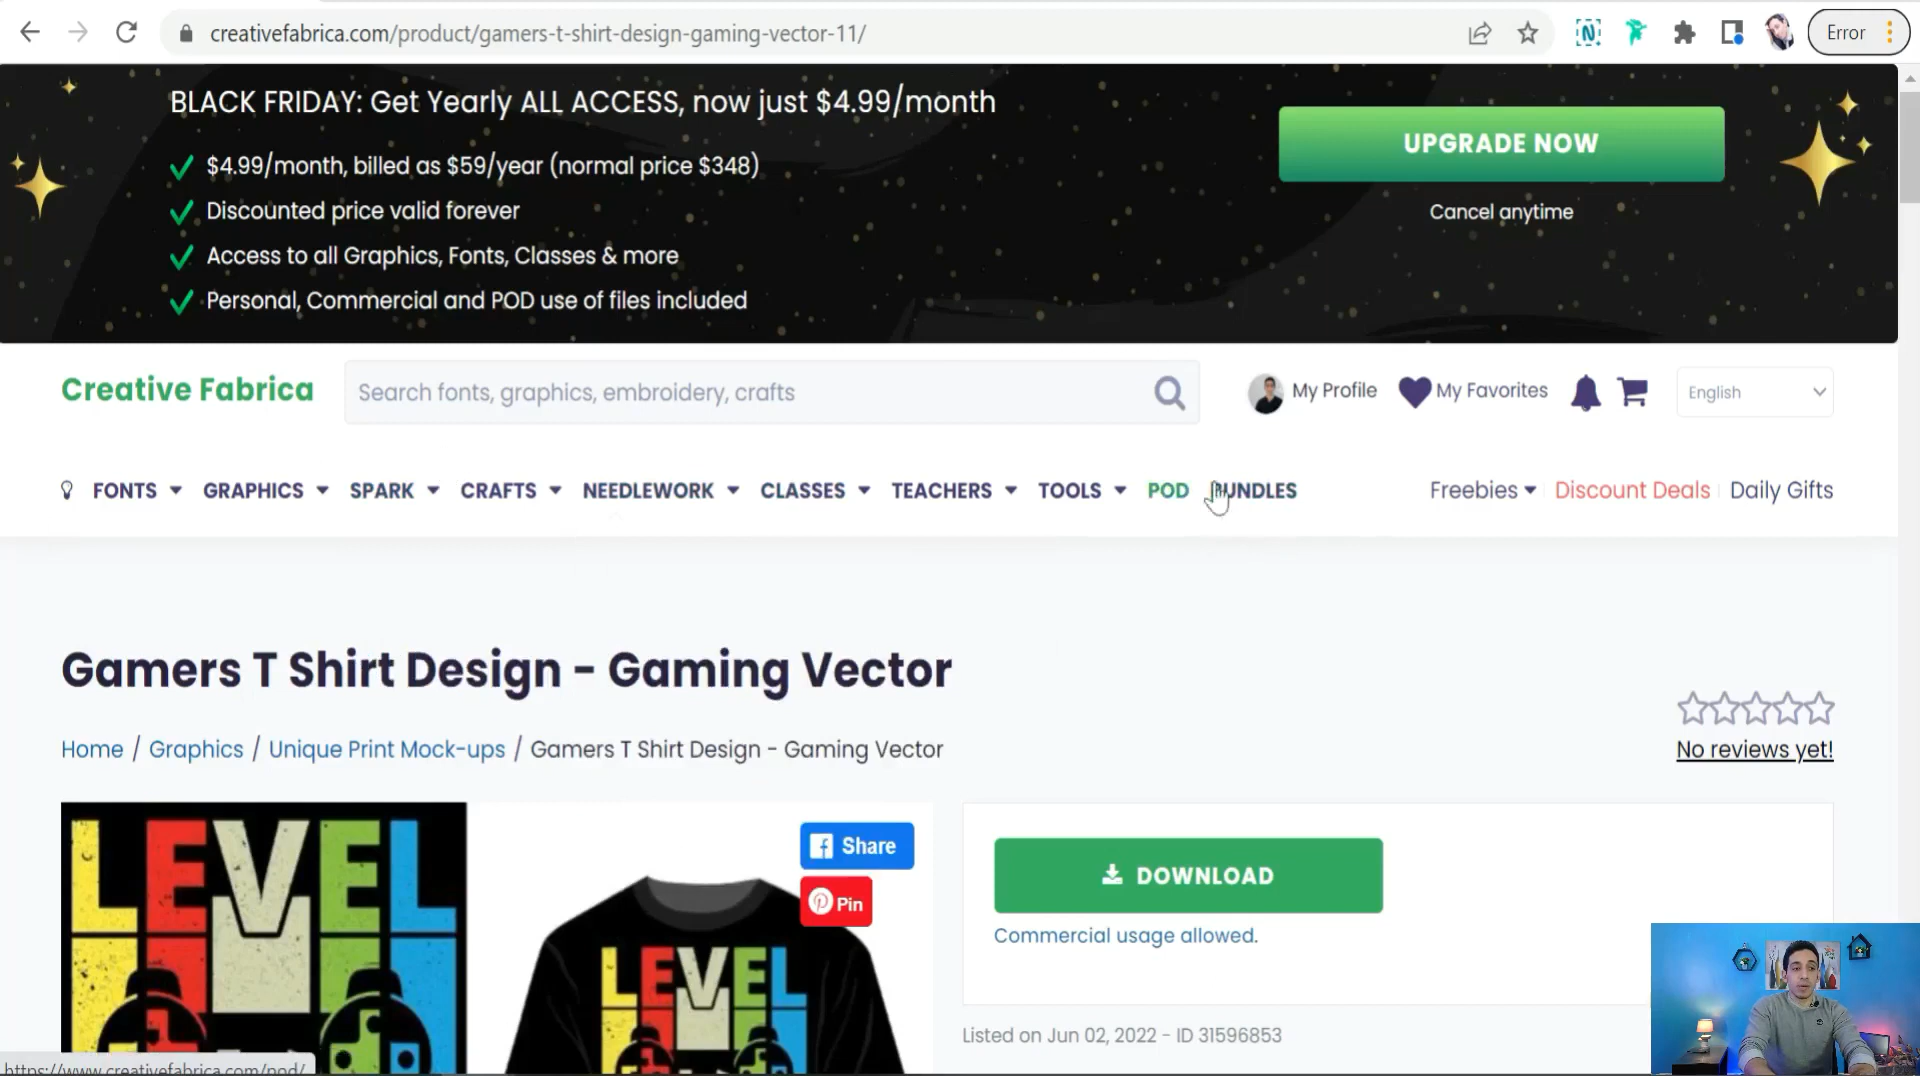 creativefabrica.com/product/gamers-t-shirt-design-gaming-vector-11/
Error
BLACK FRIDAY: Get Yearly ALL ACCESS, now just $4.99/month
$4.99/month, billed as $59/year (normal price $348)
Discounted price valid forever
Access to all Graphics, Fonts, Classes & more
Personal, Commercial and POD use of files included
UPGRADE NOW
Cancel anytime
Creative Fabrica
Search fonts, graphics, embroidery, crafts
My Profile
My Favorites
English
FONTS
GRAPHICS
SPARK
CRAFTS
NEEDLEWORK
CLASSES
TEACHERS
TOOLS
POD
BUNDLES
Freebies
Discount Deals
Daily Gifts
Gamers T Shirt Design - Gaming Vector
Home / Graphics / Unique Print Mock-ups / Gamers T Shirt Design - Gaming Vector
No reviews yet!
LEVEL
Share
Pin
LEVEL
DOWNLOAD
Commercial usage allowed.
Listed on Jun 02, 2022 - ID 31596853
https://www.creativefabrica.com/pod/